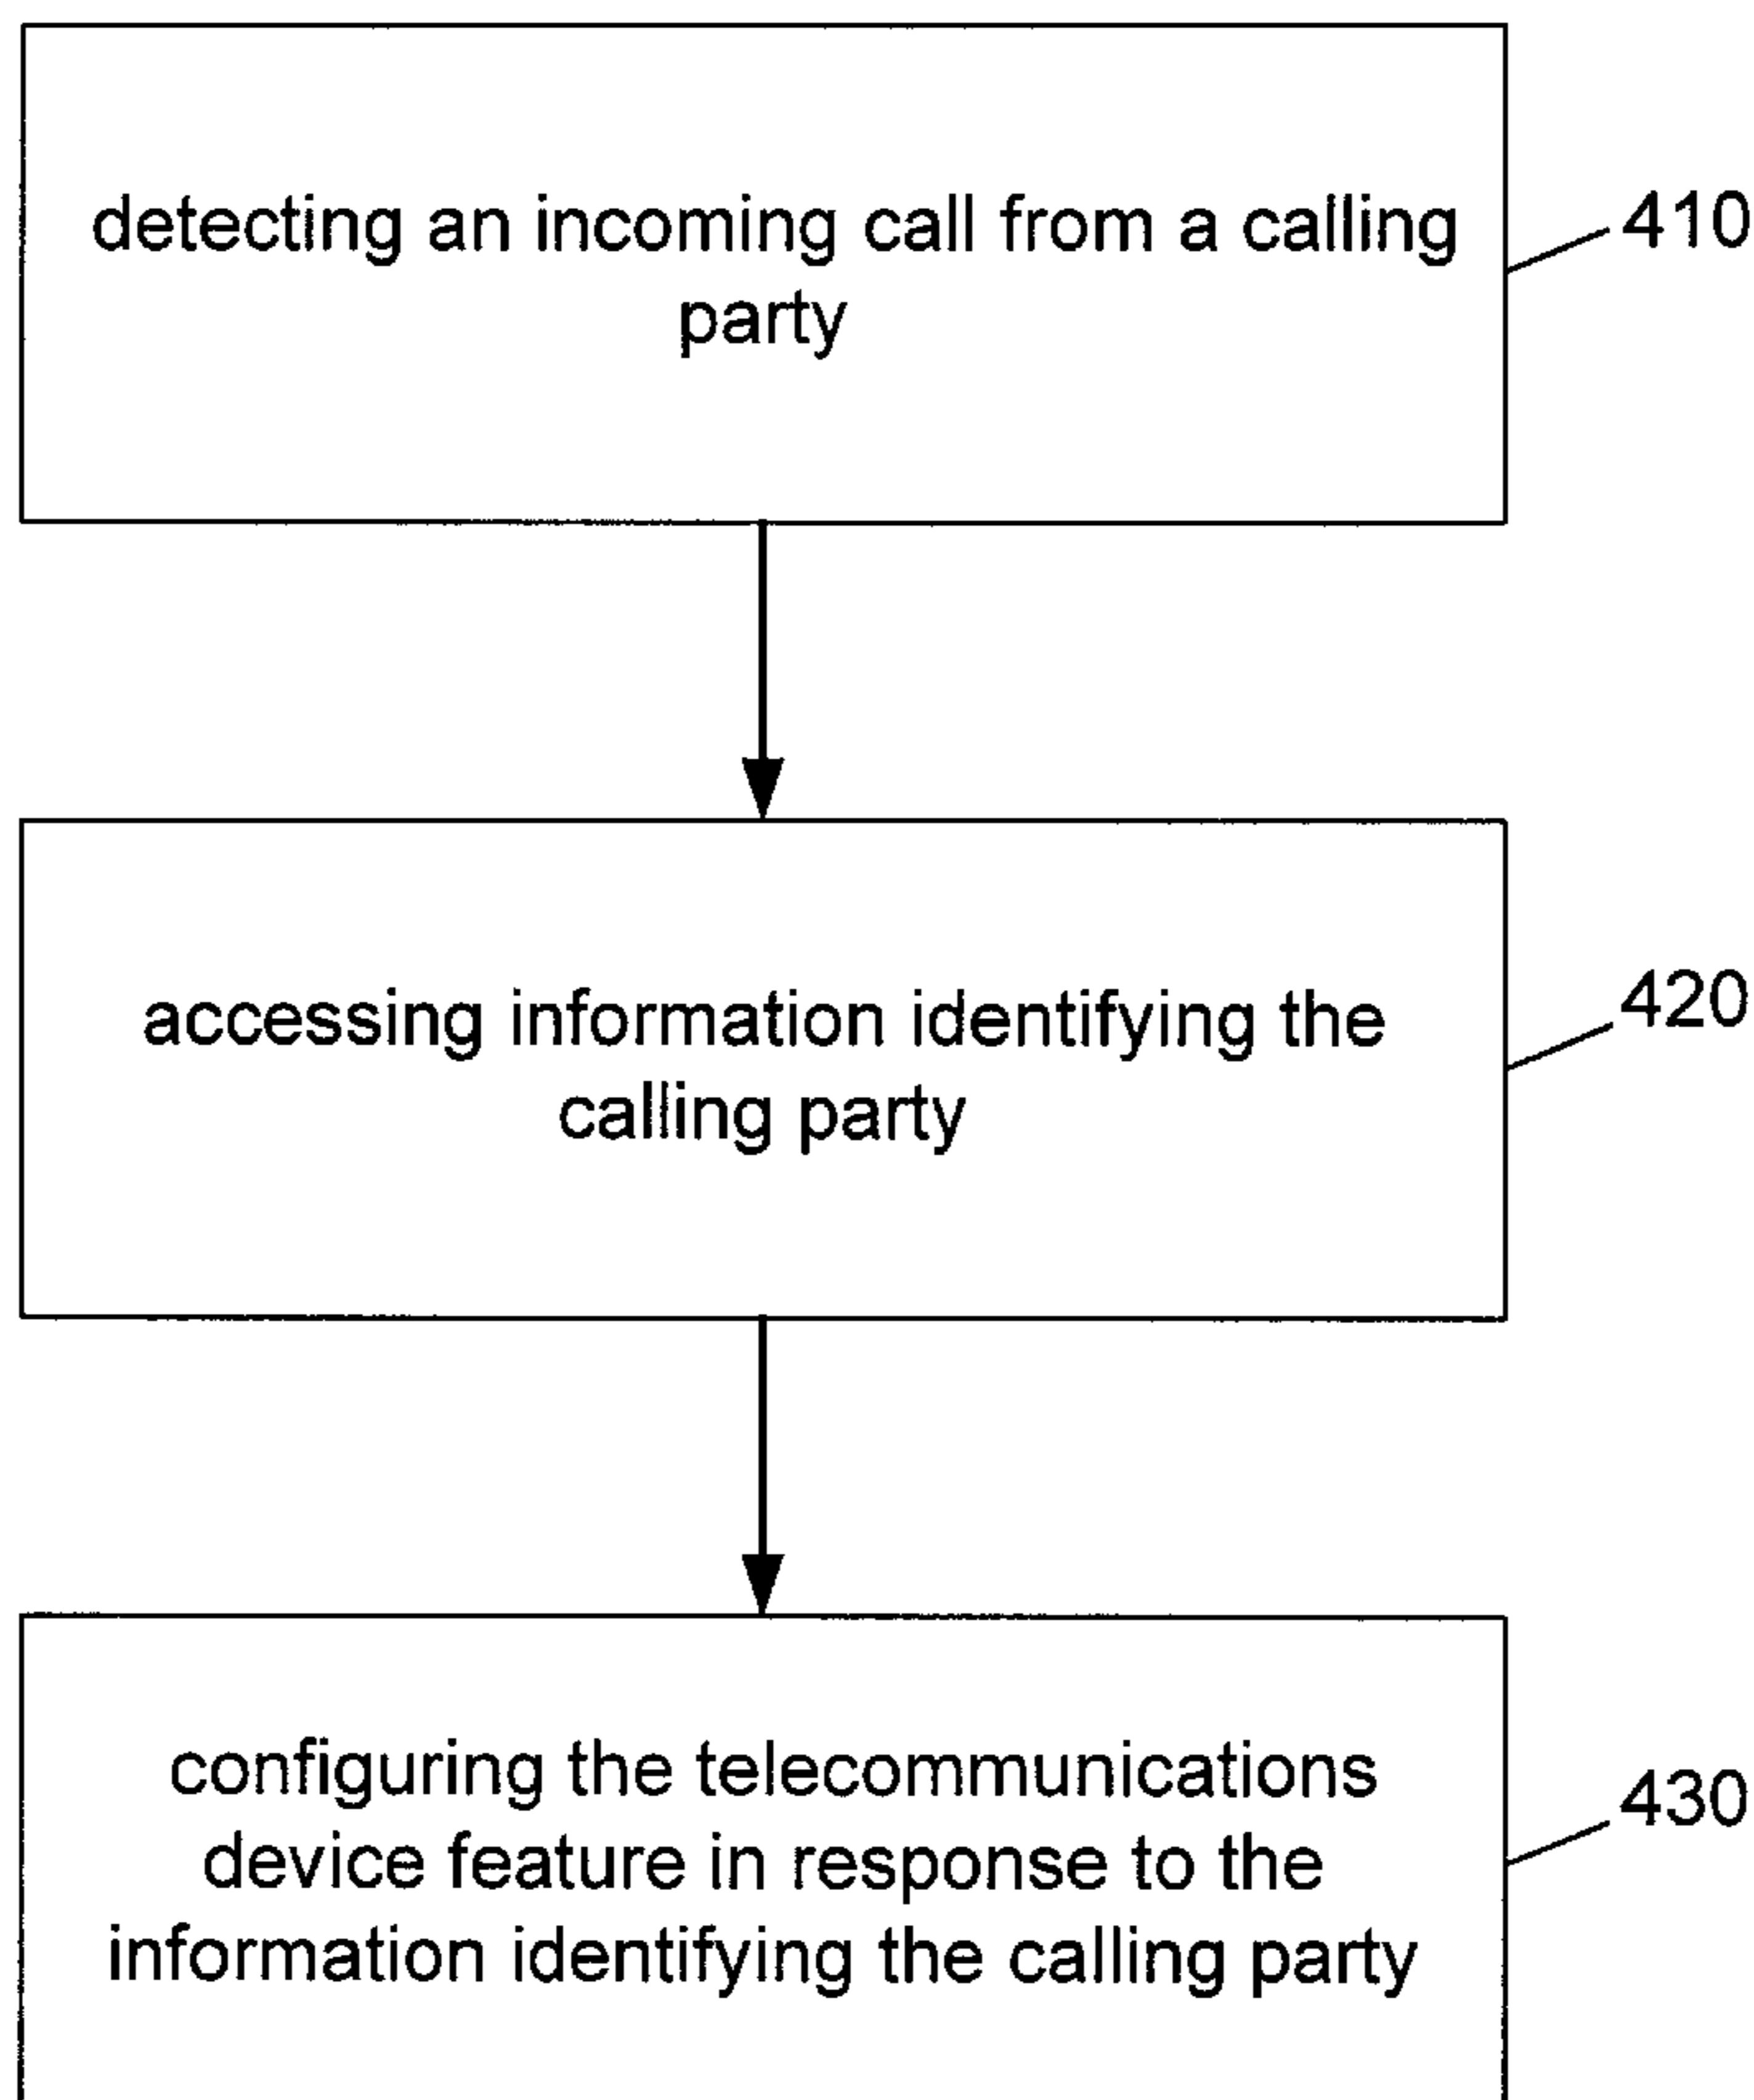 detecting an incoming call from a calling
party
410
accessing information identifying the
calling party
420
configuring the telecommunications
device feature in response to the
information identifying the calling party
430